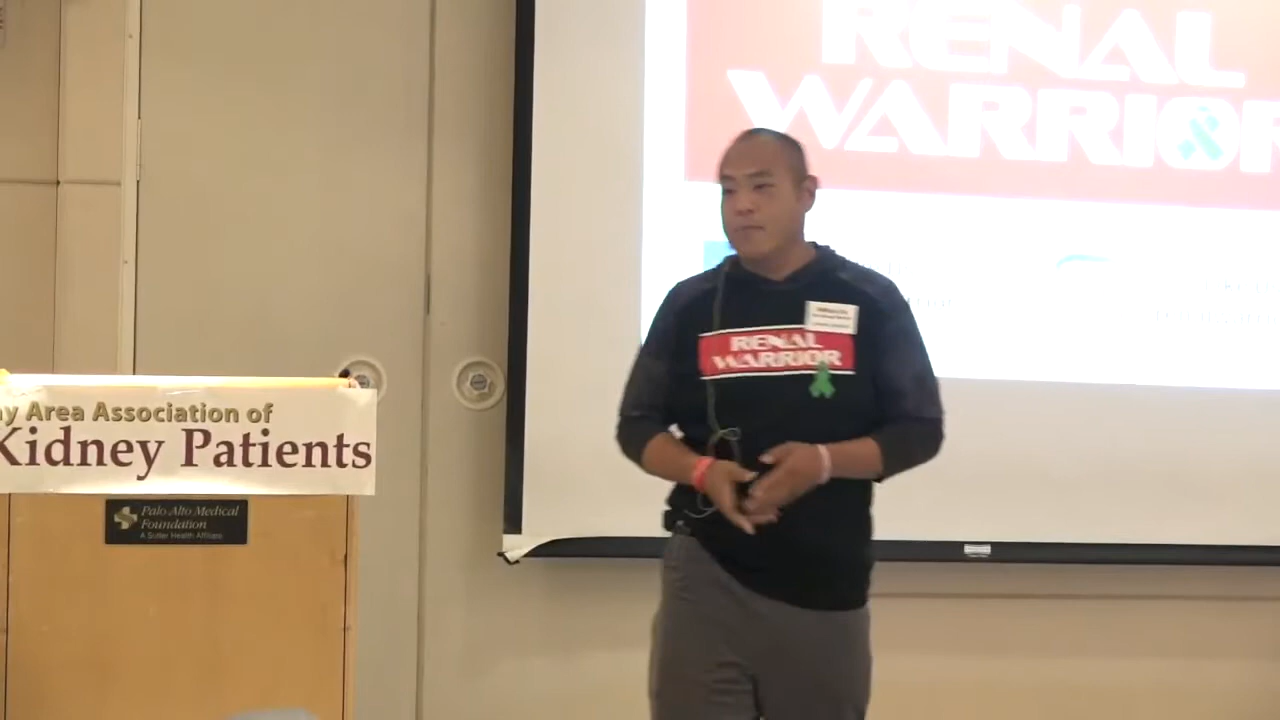 RENAL
WARRIOR
RENAL
WARRIOR
ay Area Association of
Kidney Patients
Palo Alto Medical
Foundation
A Sutter Health Affiliate